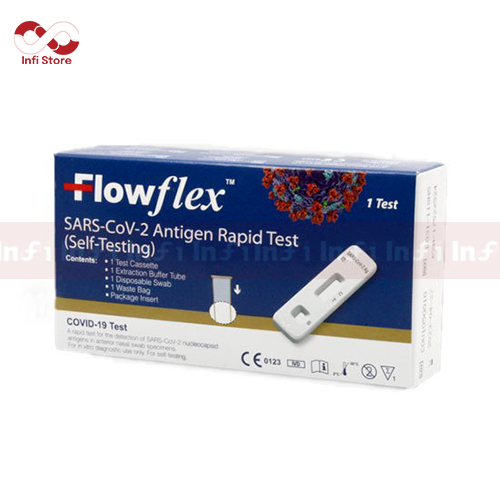 Infi Store
Flowflex™
1 Test
SARS-CoV-2 Antigen Rapid Test
(Self-Testing)
Contents:
• 1 Test Cassette
• 1 Extraction Buffer Tube
• 1 Disposable Swab
• 1 Waste Bag
• Package Insert
COVID-19 Test
A rapid test for the detection of SARS-CoV-2 nucleocapsid
antigens in anterior nasal swab specimens.
For in vitro diagnostic use only. For self-testing.
CE 0123 IVD
Infi Infi